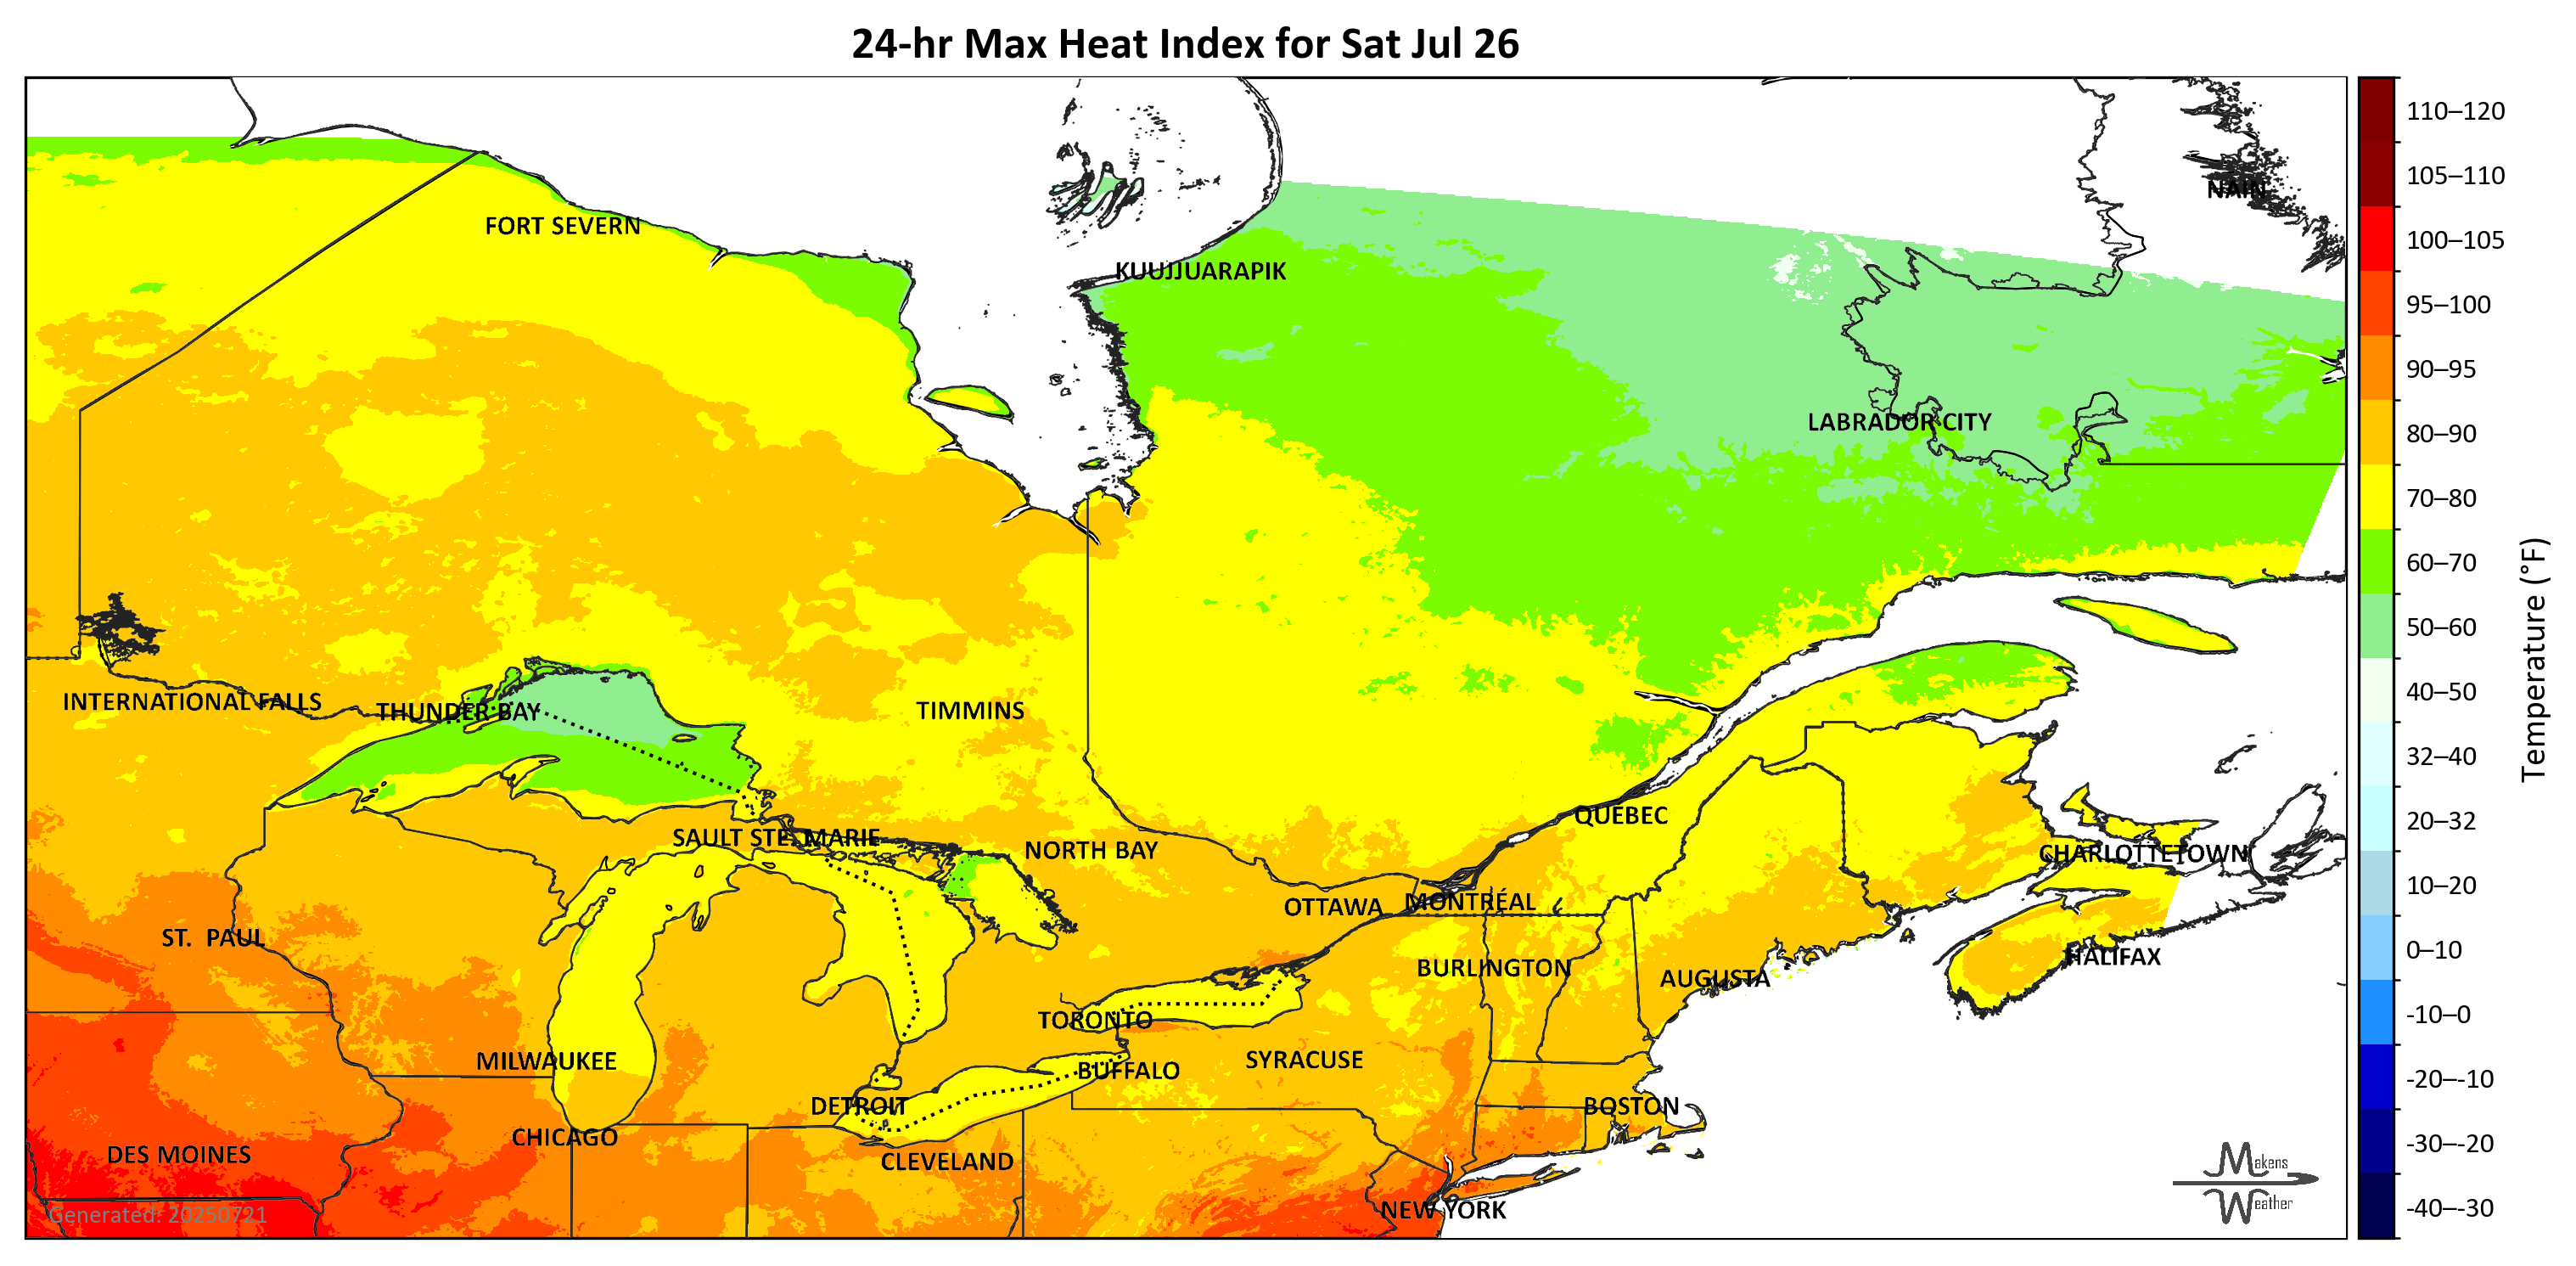 24-hr Max Heat Index for Sat Jul 26
NAIN
FORT SEVERN
KUUJJUARAPIK
LABRADOR CITY
INTERNATIONAL FALLS
THUNDER BAY
TIMMINS
QUÉBEC
SAULT STE. MARIE
NORTH BAY
CHARLOTTETOWN
OTTAWA
MONTRÉAL
ST. PAUL
HALIFAX
BURLINGTON
AUGUSTA
TORONTO
MILWAUKEE
SYRACUSE
BUFFALO
DETROIT
BOSTON
CHICAGO
DES MOINES
CLEVELAND
NEW YORK
Generated: 20250721
Makens
Weather
110–120
105–110
100–105
95–100
90–95
80–90
70–80
60–70
50–60
40–50
32–40
20–32
10–20
0–10
-10–0
-20–-10
-30–-20
-40–-30
Temperature (°F)